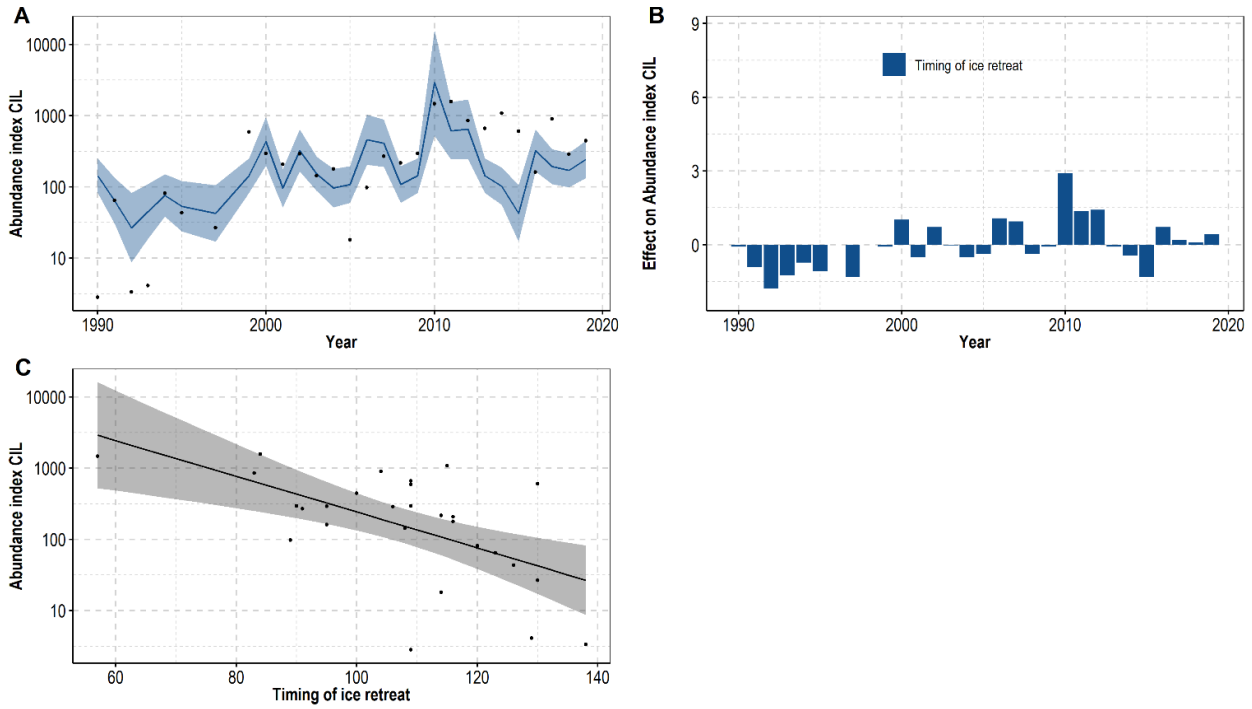 A
Abundance index CIL
10000
1000
100
10
1990
2000
2010
2020
Year
B
Effect on Abundance index CIL
9
6
3
0
Timing of ice retreat
1990
2000
2010
2020
Year
C
Abundance index CIL
10000
1000
100
10
60
80
100
120
140
Timing of ice retreat